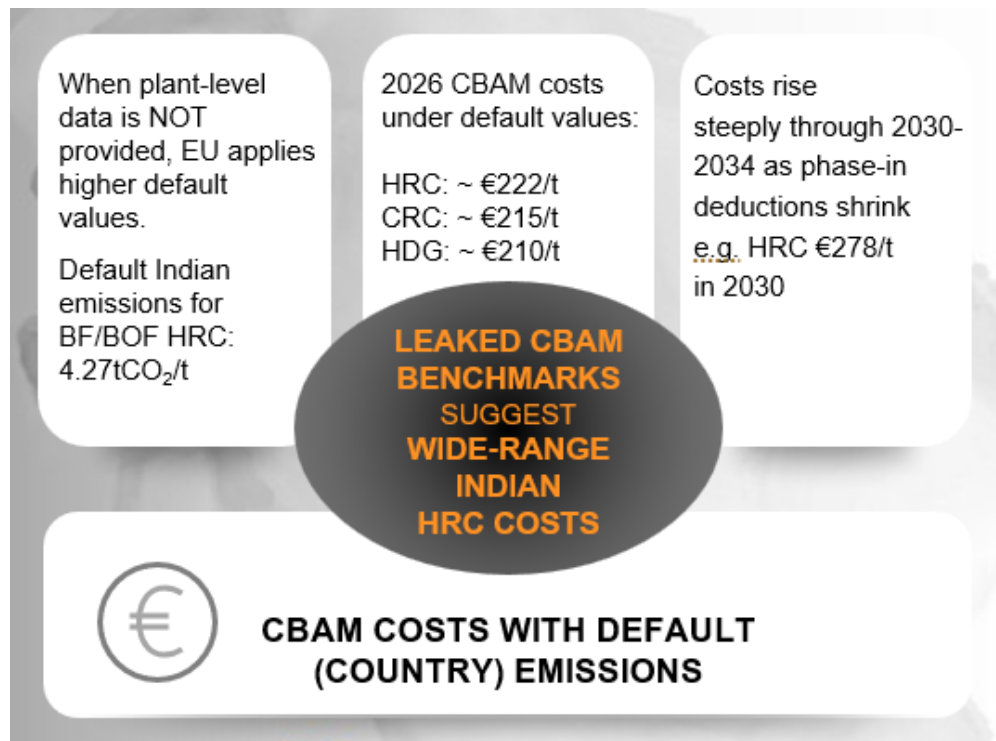 When plant-level
data is NOT
provided, EU applies
higher default
values.
Default Indian
emissions for
BF/BOF HRC:
4.27tCO₂/t
2026 CBAM costs
under default values:
HRC: ~ €222/t
CRC: ~ €215/t
HDG: ~ €210/t
Costs rise
steeply through 2030-
2034 as phase-in
deductions shrink
e.g. HRC €278/t
in 2030
LEAKED CBAM
BENCHMARKS
SUGGEST
WIDE-RANGE
INDIAN
HRC COSTS
€
CBAM COSTS WITH DEFAULT
(COUNTRY) EMISSIONS